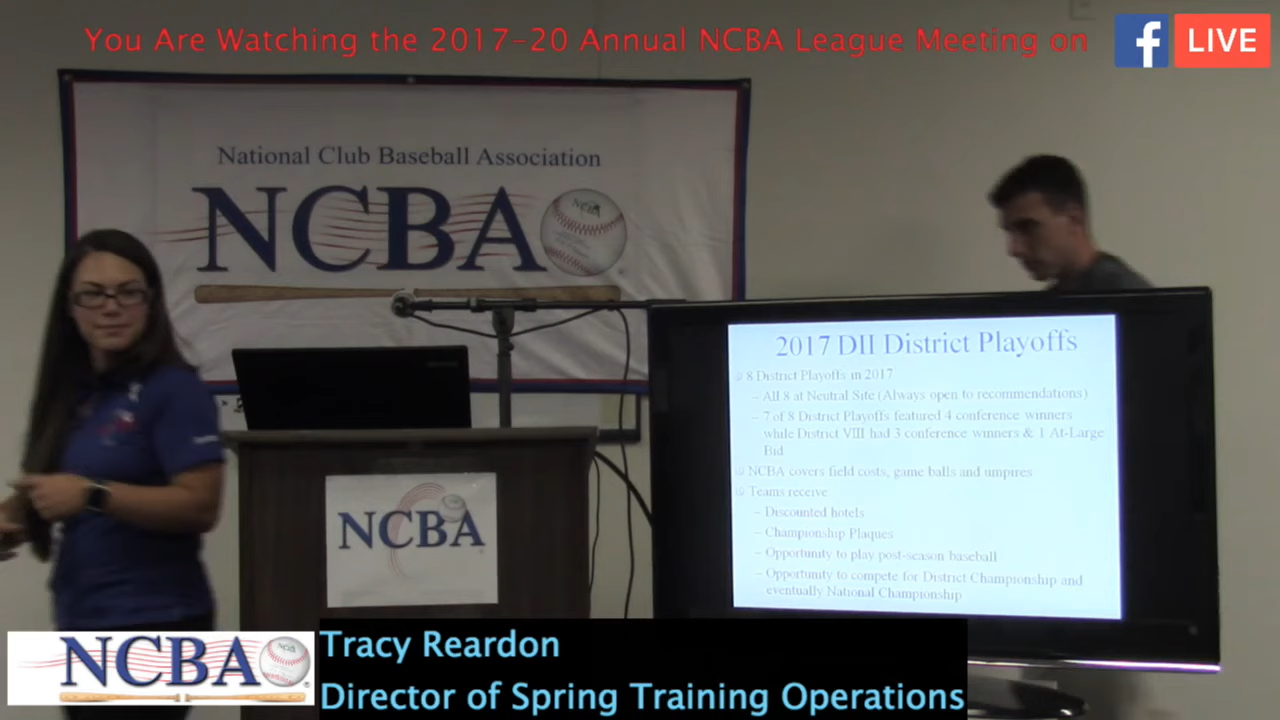 You Are Watching the 2017-20 Annual NCBA League Meeting on
f LIVE
National Club Baseball Association
NCBA
2017 DII District Playoffs
8 District Playoffs in 2017
– All 8 at Neutral Site (Always open to recommendations)
– 7 of 8 District Playoffs featured 4 conference winners
while District VIII had 3 conference winners & 1 At-Large
Bid
NCBA covers field costs, game balls and umpires
Teams receive
– Discounted hotels
– Championship Plaques
– Opportunity to play post-season baseball
– Opportunity to compete for District Championship and
eventually National Championship
NCBA
NCBA
Tracy Reardon
Director of Spring Training Operations